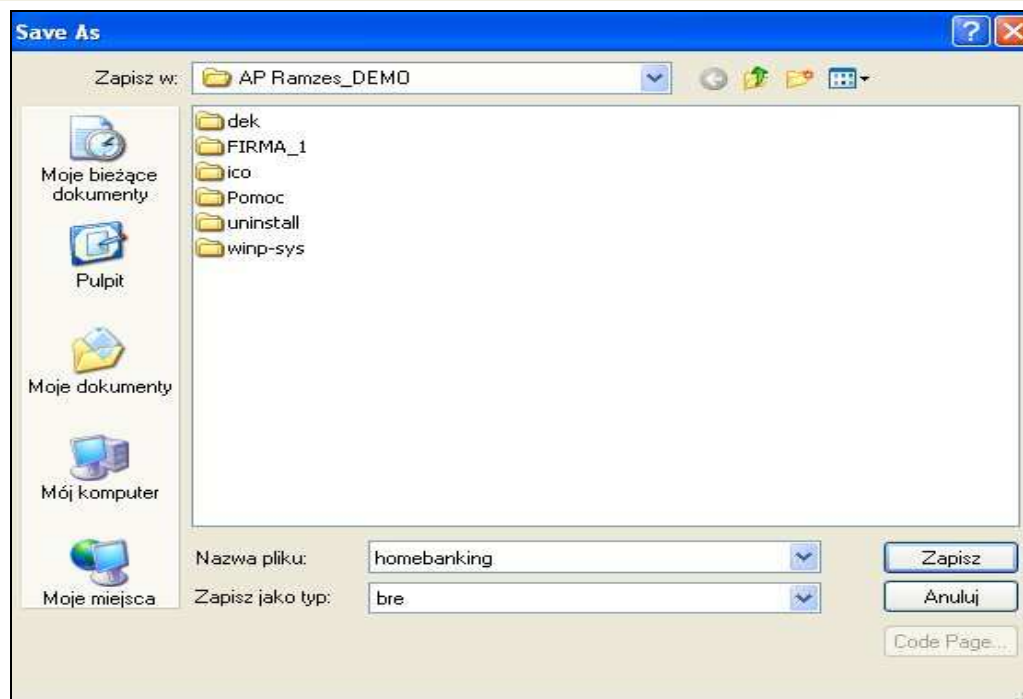 Save As
Zapisz w:
AP Ramzes_DEMO
Moje bieżące
dokumenty
Pulpit
Moje dokumenty
Mój komputer
Moje miejsca
dek
FIRMA_1
ico
Pomoc
uninstall
winp-sys
Nazwa pliku:
homebanking
Zapisz
Zapisz jako typ:
bre
Anuluj
Code Page...